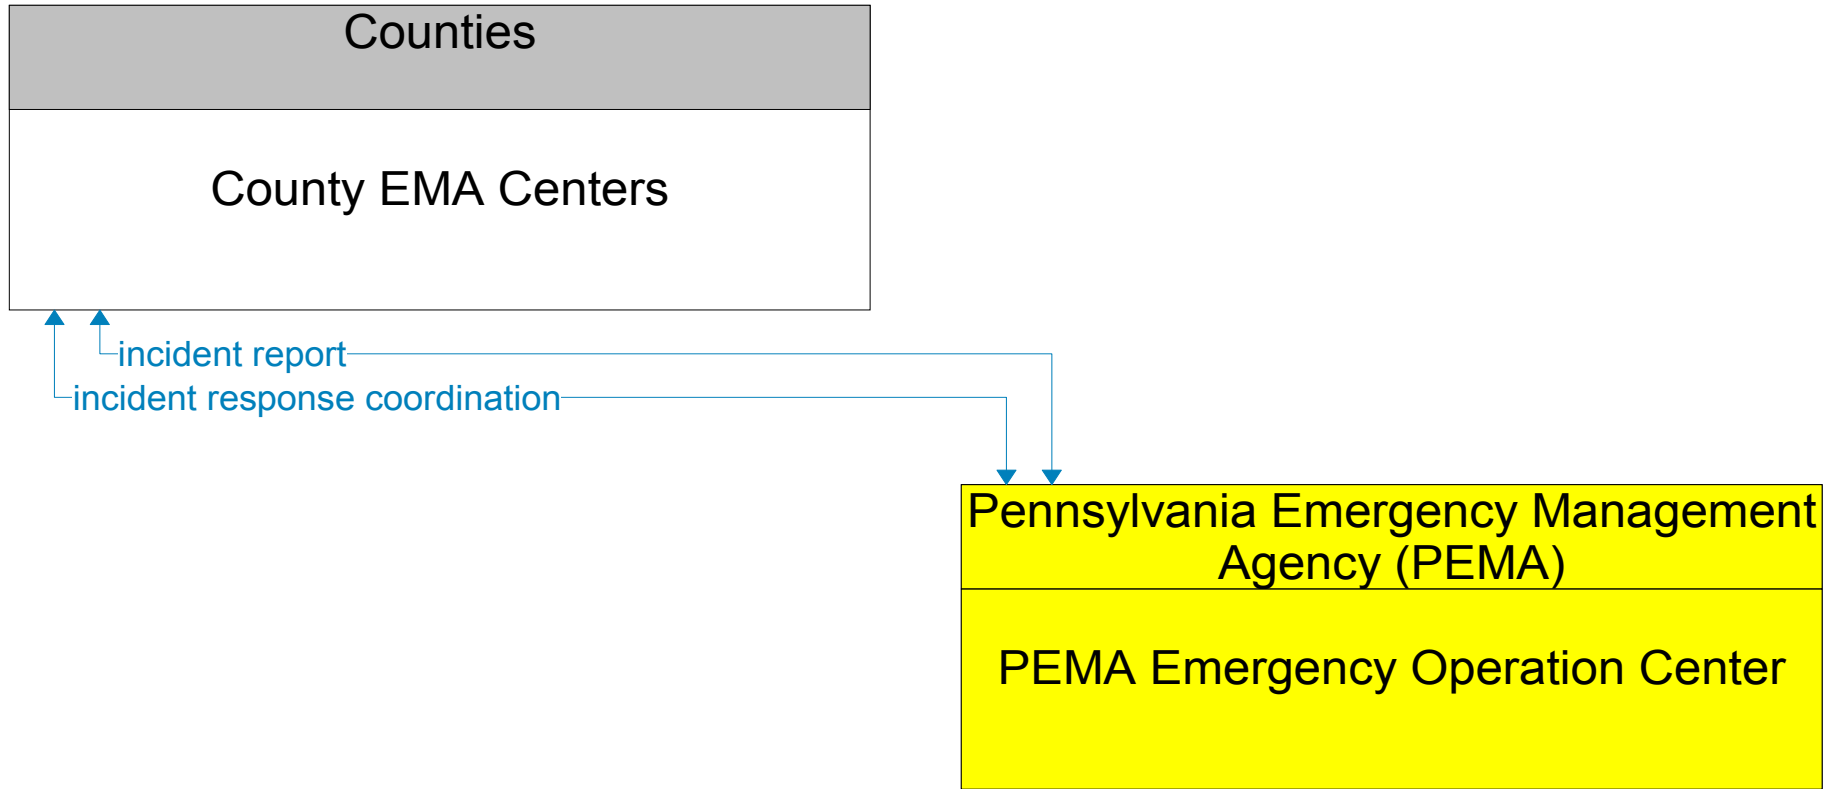 Counties
County EMA Centers
incident report
incident response coordination
Pennsylvania Emergency Management
Agency (PEMA)
PEMA Emergency Operation Center